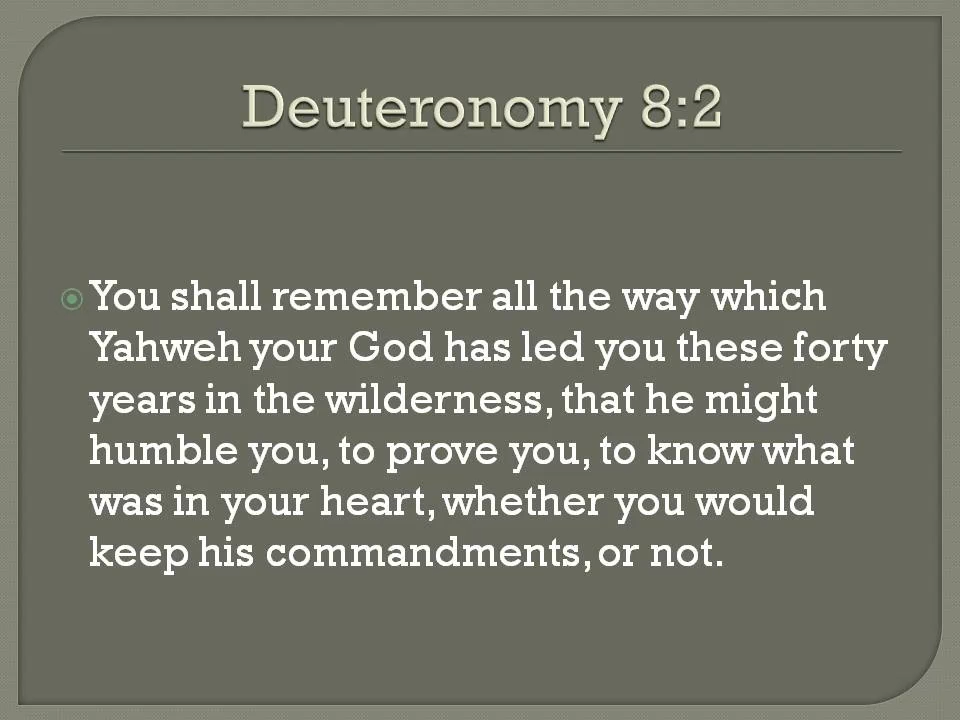 Deuteronomy 8:2
You shall remember all the way which
Yahweh your God has led you these forty
years in the wilderness, that he might
humble you, to prove you, to know what
was in your heart, whether you would
keep his commandments, or not.